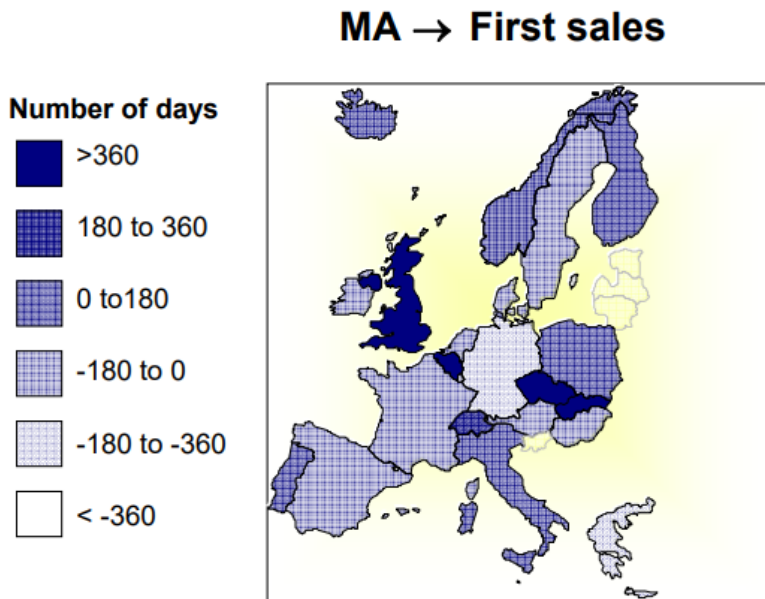 MA → First sales
Number of days
>360
180 to 360
0 to180
-180 to 0
-180 to -360
< -360